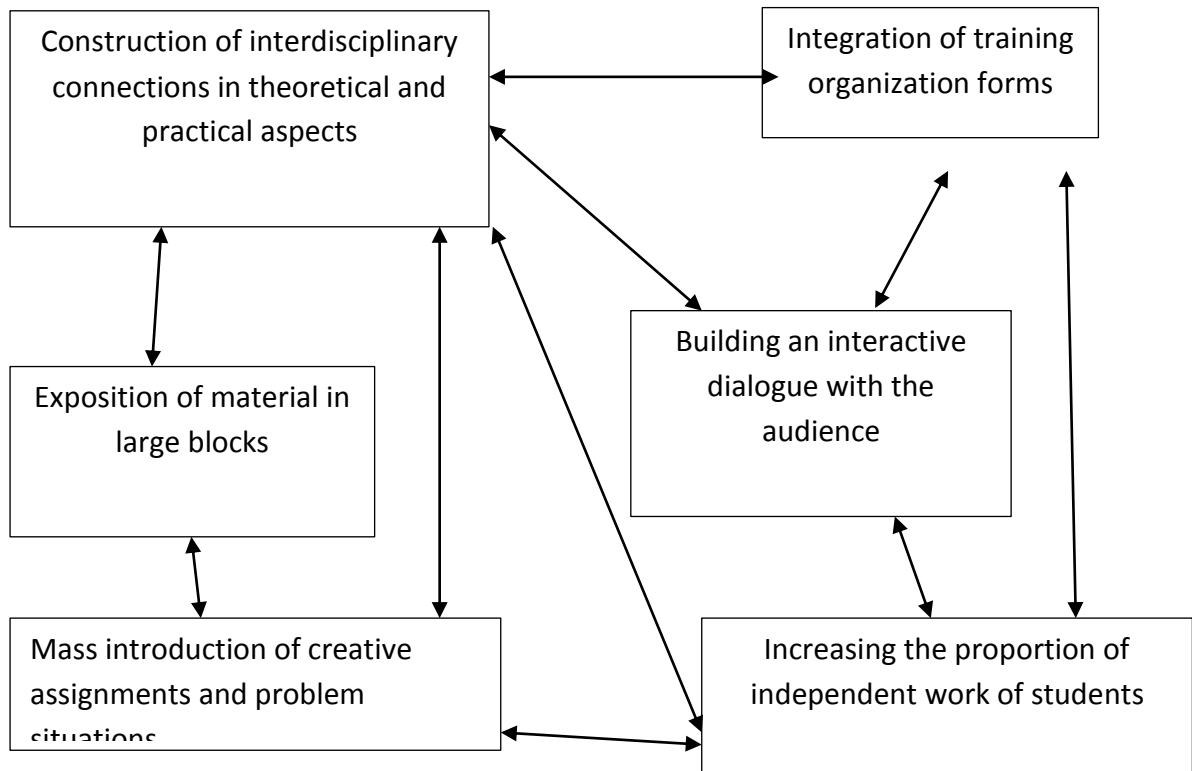 Construction of interdisciplinary
connections in theoretical and
practical aspects
Integration of training
organization forms
Building an interactive
dialogue with the
audience
Exposition of material in
large blocks
Mass introduction of creative
assignments and problem
situations
Increasing the proportion of
independent work of students